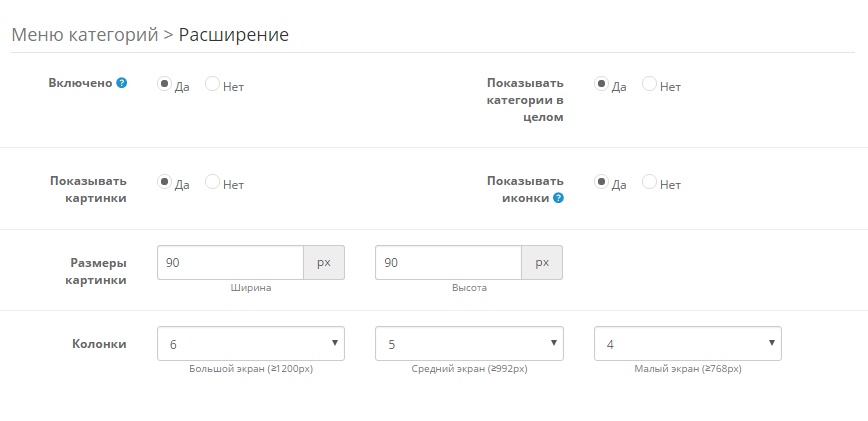 Меню категорий > Расширение
Включено ?
Да
Нет
Показывать
категории в
целом
Да
Нет
Показывать
картинки
Да
Нет
Показывать
иконки ?
Да
Нет
Размеры
картинки
90
px
Ширина
90
px
Высота
Колонки
6
Большой экран (≥1200px)
5
Средний экран (≥992px)
4
Малый экран (≥768px)